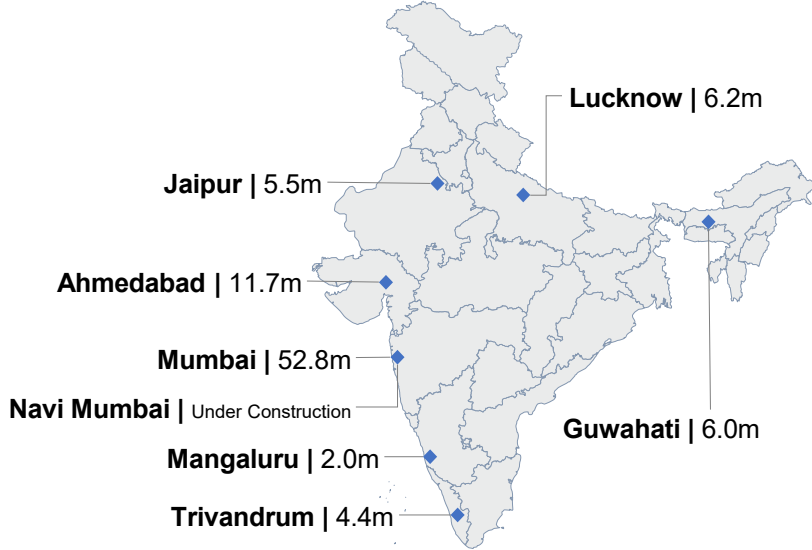 Lucknow | 6.2m
Jaipur | 5.5m
Ahmedabad | 11.7m
Mumbai | 52.8m
Navi Mumbai | Under Construction
Guwahati | 6.0m
Mangaluru | 2.0m
Trivandrum | 4.4m